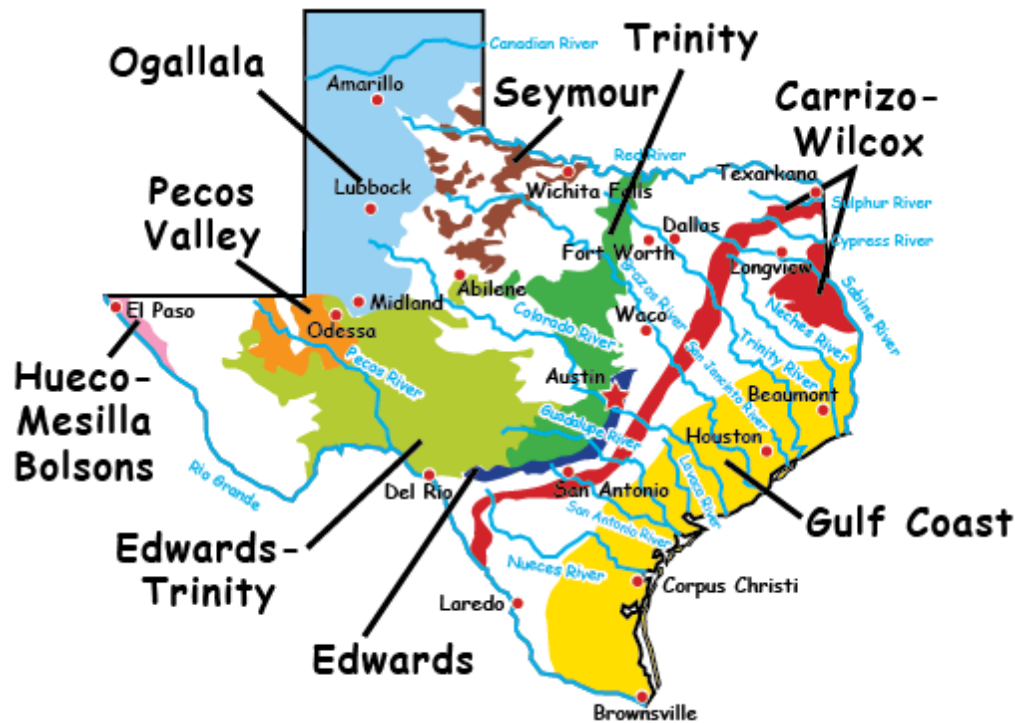 Canadian River
Trinity
Ogallala
Amarillo
Seymour
Carrizo-
Wilcox
Red River
Texarkana
Lubbock
Wichita Falls
Sulphur River
Pecos
Valley
Dallas
Fort Worth
Cypress River
Longview
Abilene
Brazos River
Sabine River
Midland
El Paso
Odessa
Colorado River
Waco
Neches River
Trinity River
San Jancinto River
Pecos River
Hueco-
Mesilla
Bolsons
Austin
Beaumont
Guadalupe River
Houston
Rio Grande
Del Rio
San Antonio
Lavaca River
San Antonio River
Gulf Coast
Edwards-
Trinity
Nueces River
Corpus Christi
Laredo
Edwards
Brownsville